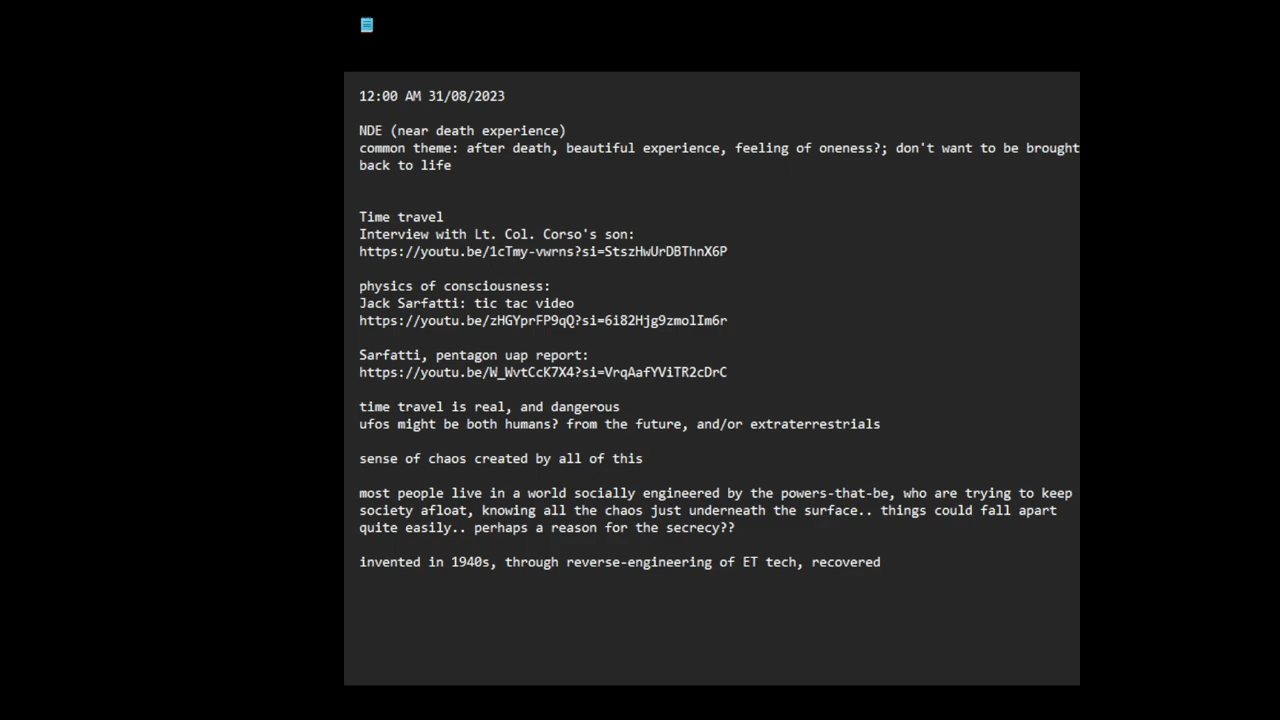 12:00 AM 31/08/2023
NDE (near death experience)
common theme: after death, beautiful experience, feeling of oneness?; don't want to be brought
back to life
Time travel
Interview with Lt. Col. Corso's son:
https://youtu.be/1cTmy-vwrns?si=StszHwUrDBThnX6P
physics of consciousness:
Jack Sarfatti: tic tac video
https://youtu.be/zHGYprFP9qQ?si=6i82Hjg9zmolIm6r
Sarfatti, pentagon uap report:
https://youtu.be/W_WvtCcK7X4?si=VrqAafYViTR2cDrC
time travel is real, and dangerous
ufos might be both humans? from the future, and/or extraterrestrials
sense of chaos created by all of this
most people live in a world socially engineered by the powers-that-be, who are trying to keep
society afloat, knowing all the chaos just underneath the surface.. things could fall apart
quite easily.. perhaps a reason for the secrecy??
invented in 1940s, through reverse-engineering of ET tech, recovered